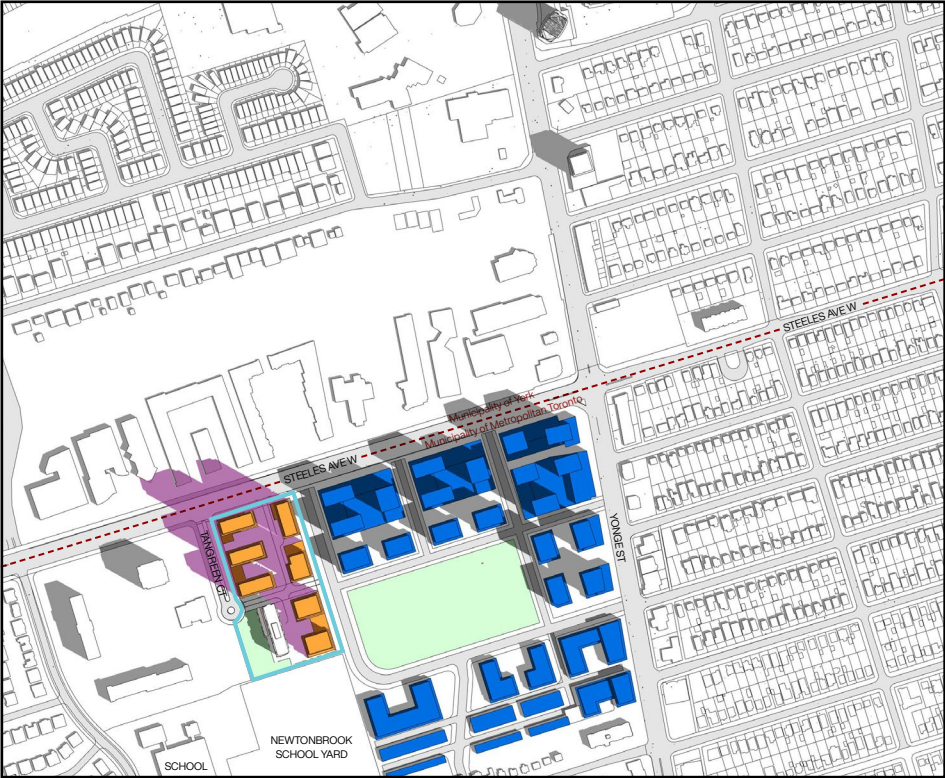 STEELES AVE W
Municipality of York
Municipality of Metropolitan Toronto
STEELES AVE W
TANGREEN CT
YONGE ST
NEWTONBROOK
SCHOOL YARD
SCHOOL